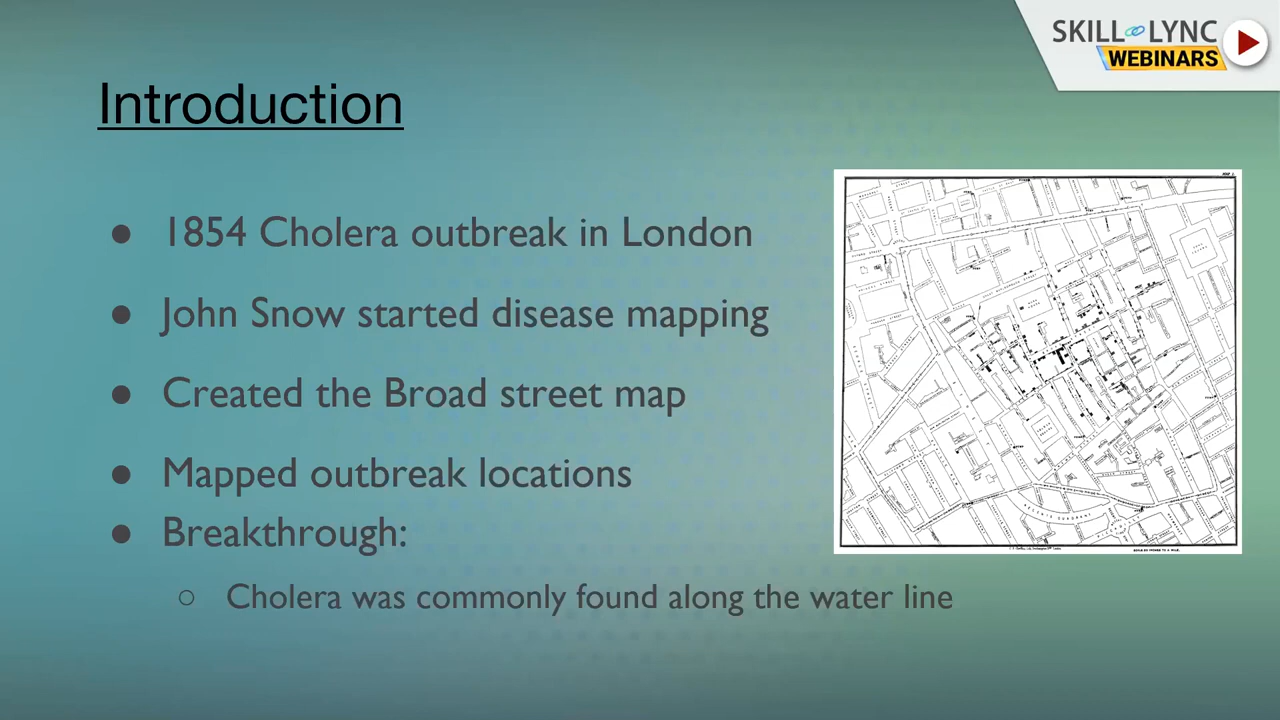 SKILL LYNC
WEBINARS
Introduction
● 1854 Cholera outbreak in London
● John Snow started disease mapping
● Created the Broad street map
● Mapped outbreak locations
● Breakthrough:
○ Cholera was commonly found along the water line